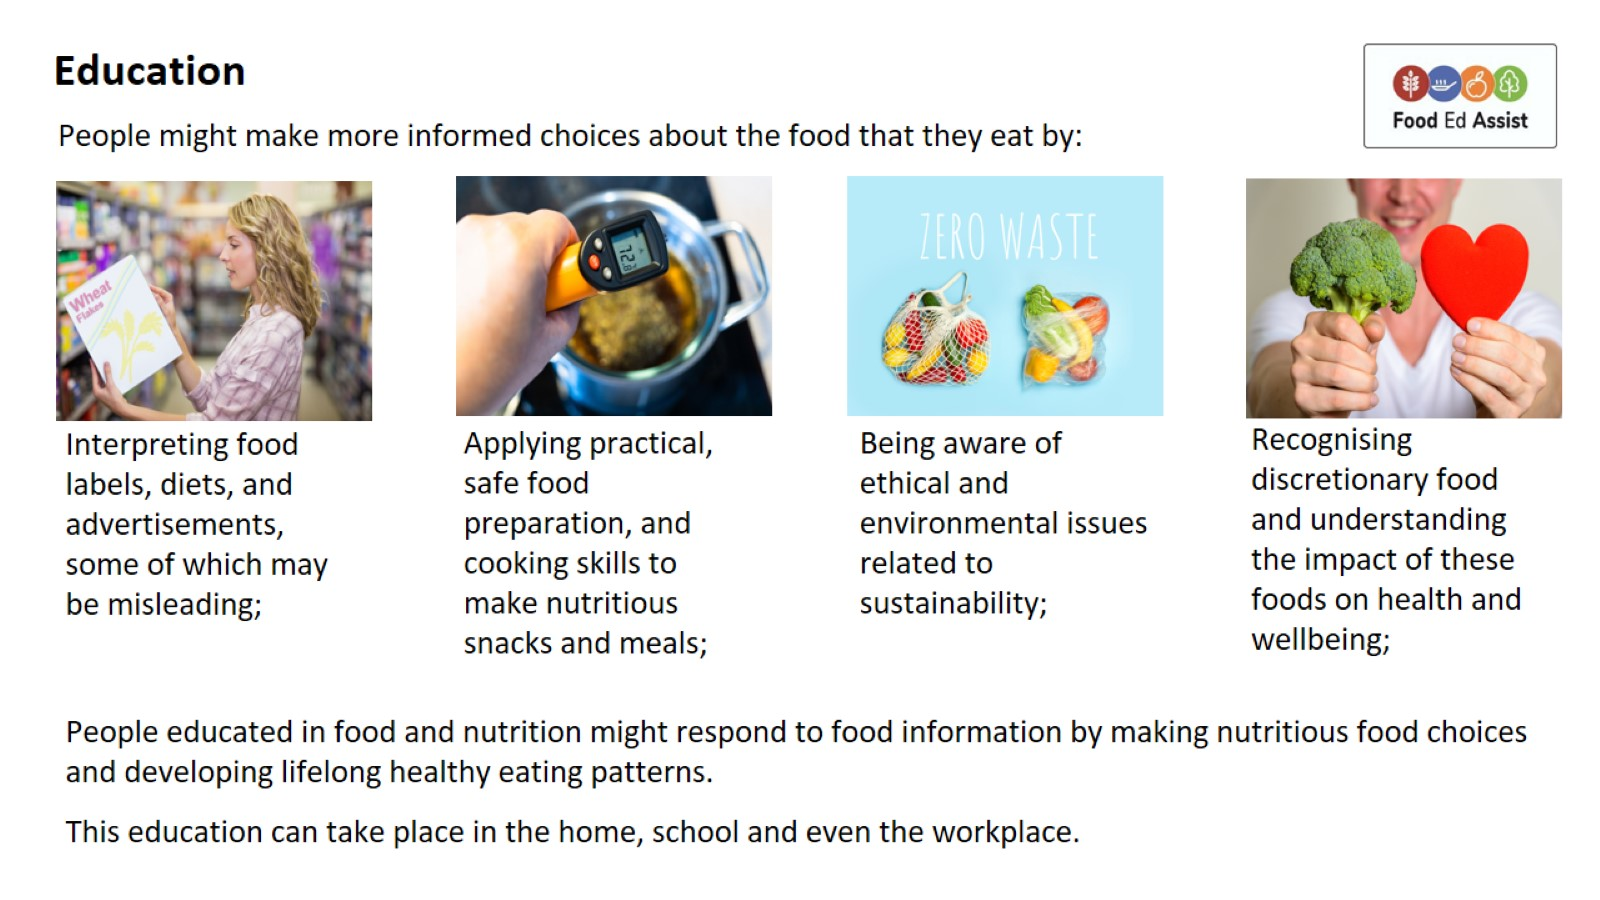 Education
Food Ed Assist
People might make more informed choices about the food that they eat by:
Wheat
Flakes
Interpreting food
labels, diets, and
advertisements,
some of which may
be misleading;
Applying practical,
safe food
preparation, and
cooking skills to
make nutritious
snacks and meals;
ZERO WASTE
Being aware of
ethical and
environmental issues
related to
sustainability;
Recognising
discretionary food
and understanding
the impact of these
foods on health and
wellbeing;
People educated in food and nutrition might respond to food information by making nutritious food choices
and developing lifelong healthy eating patterns.
This education can take place in the home, school and even the workplace.